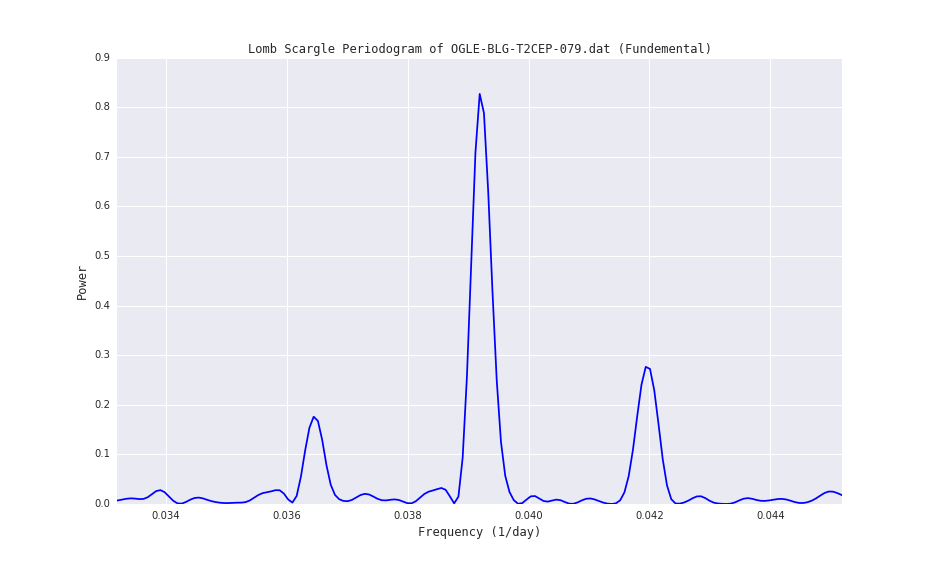 Lomb Scargle Periodogram of OGLE-BLG-T2CEP-079.dat (Fundemental)
0.9
0.8
0.7
0.6
0.5
0.4
0.3
0.2
0.1
0.0
Power
0.034 0.036 0.038 0.040 0.042 0.044
Frequency (1/day)